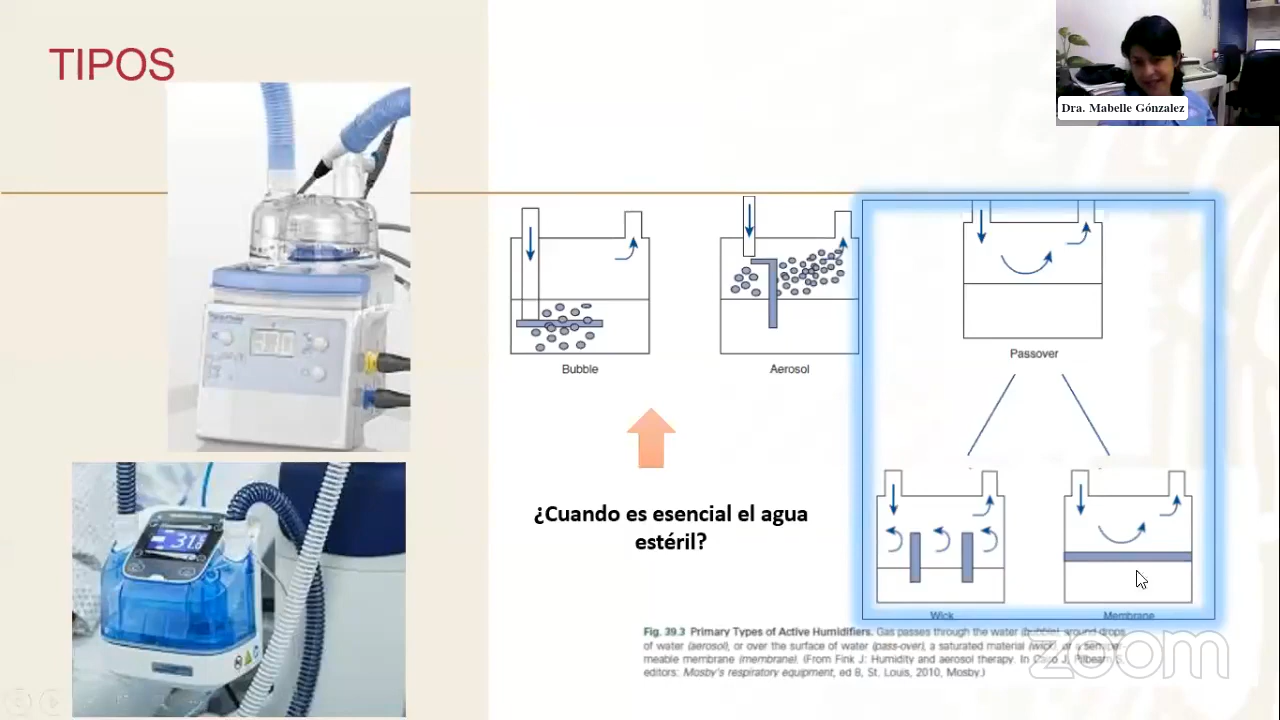 TIPOS
Dra. Mabelle Gónzalez
Bubble
Aerosol
Passover
¿Cuando es esencial el agua
estéril?
Wick
Membrane
Fig. 39.3 Primary Types of Active Humidifiers. Gas passes through the water (bubble), around drops
of water (aerosol), or over the surface of water (pass-over), a saturated material (wick), or a semiper-
meable membrane (membrane). (From Fink J: Humidity and aerosol therapy. In Cairo J, Pilbeam S,
editors: Mosby's respiratory equipment, ed 8, St. Louis, 2010, Mosby.)
zoom